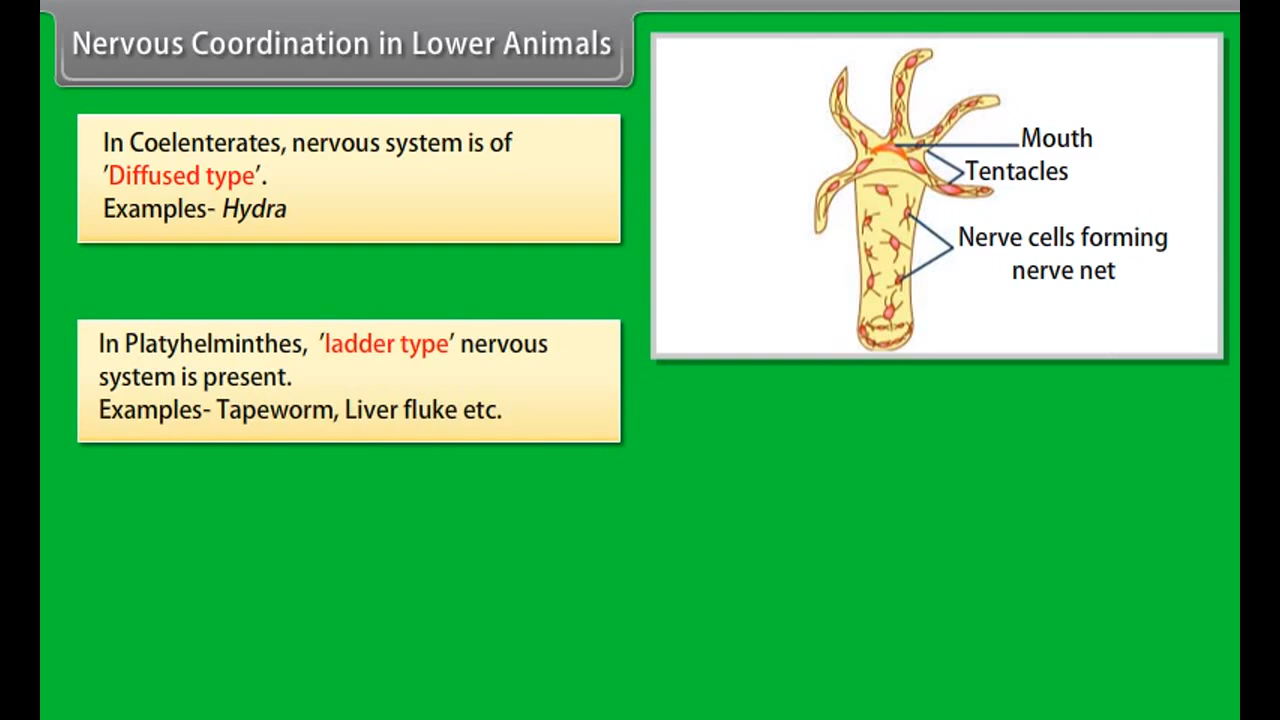 Nervous Coordination in Lower Animals
In Coelenterates, nervous system is of
’Diffused type’.
Examples- Hydra
In Platyhelminthes, ’ladder type’ nervous
system is present.
Examples- Tapeworm, Liver fluke etc.
Mouth
Tentacles
Nerve cells forming
nerve net